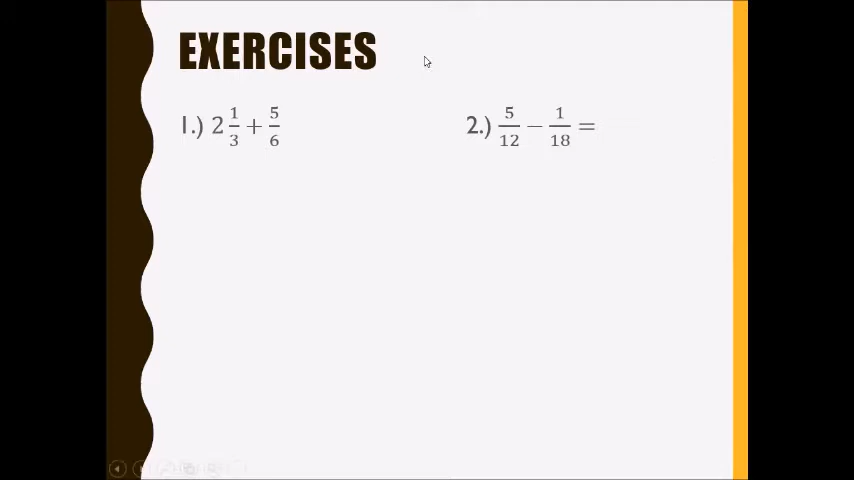 EXERCISES
1.) 2 1/3 + 5/6
2.) 5/12 − 1/18 =